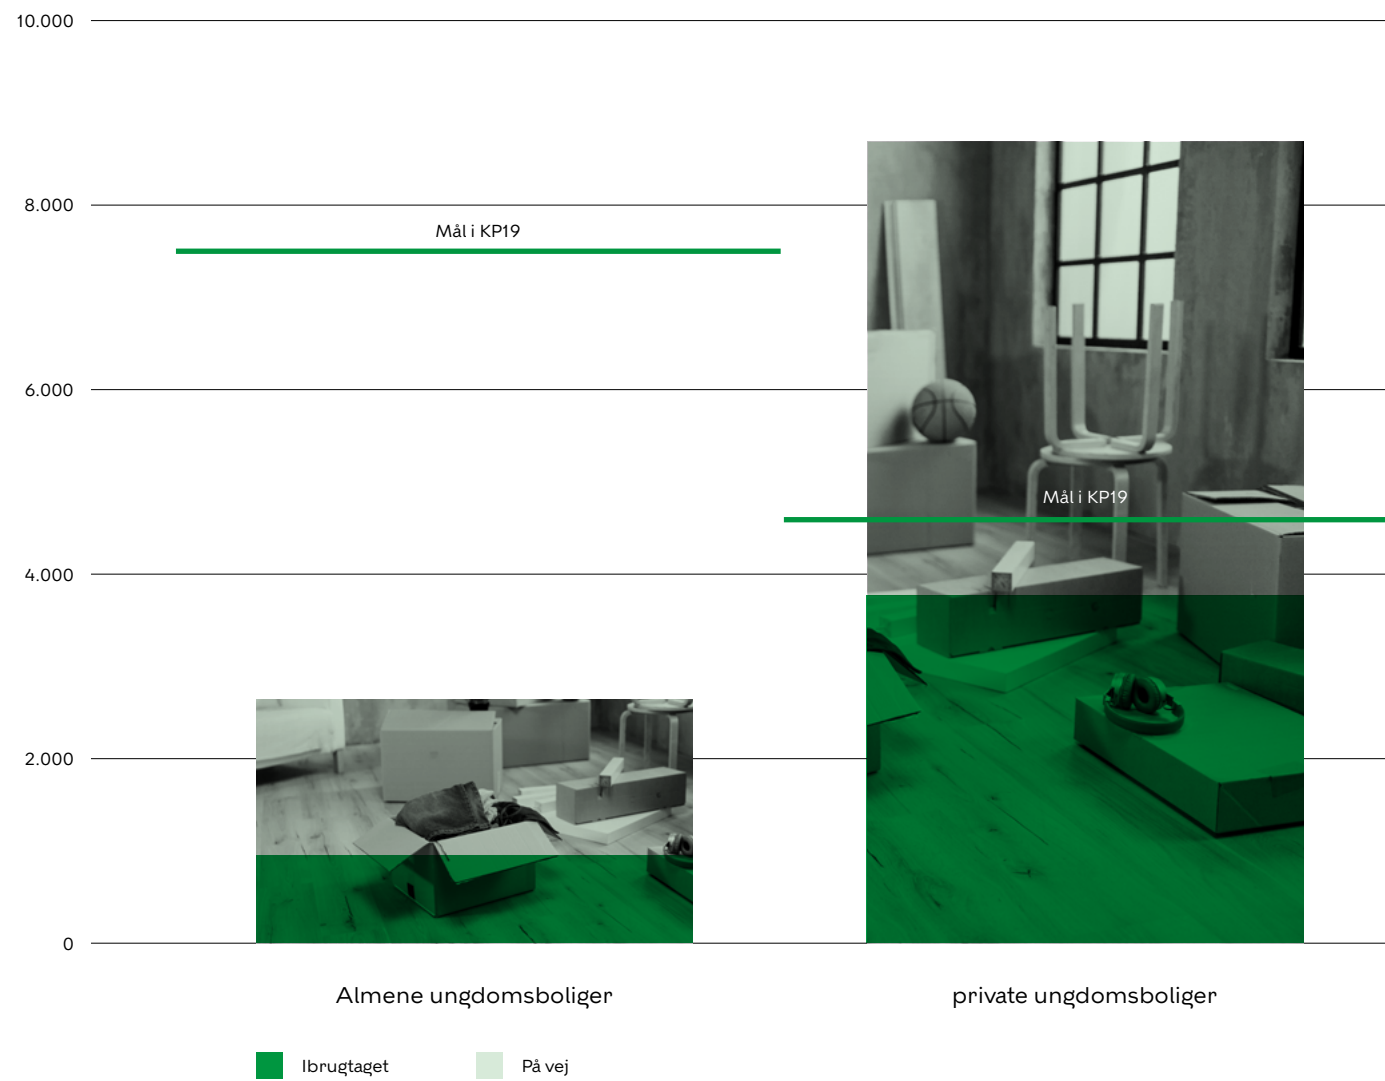 10.000
8.000
Mål i KP19
6.000
Mål i KP19
4.000
2.000
0
Almene ungdomsboliger
private ungdomsboliger
Ibrugtaget
På vej